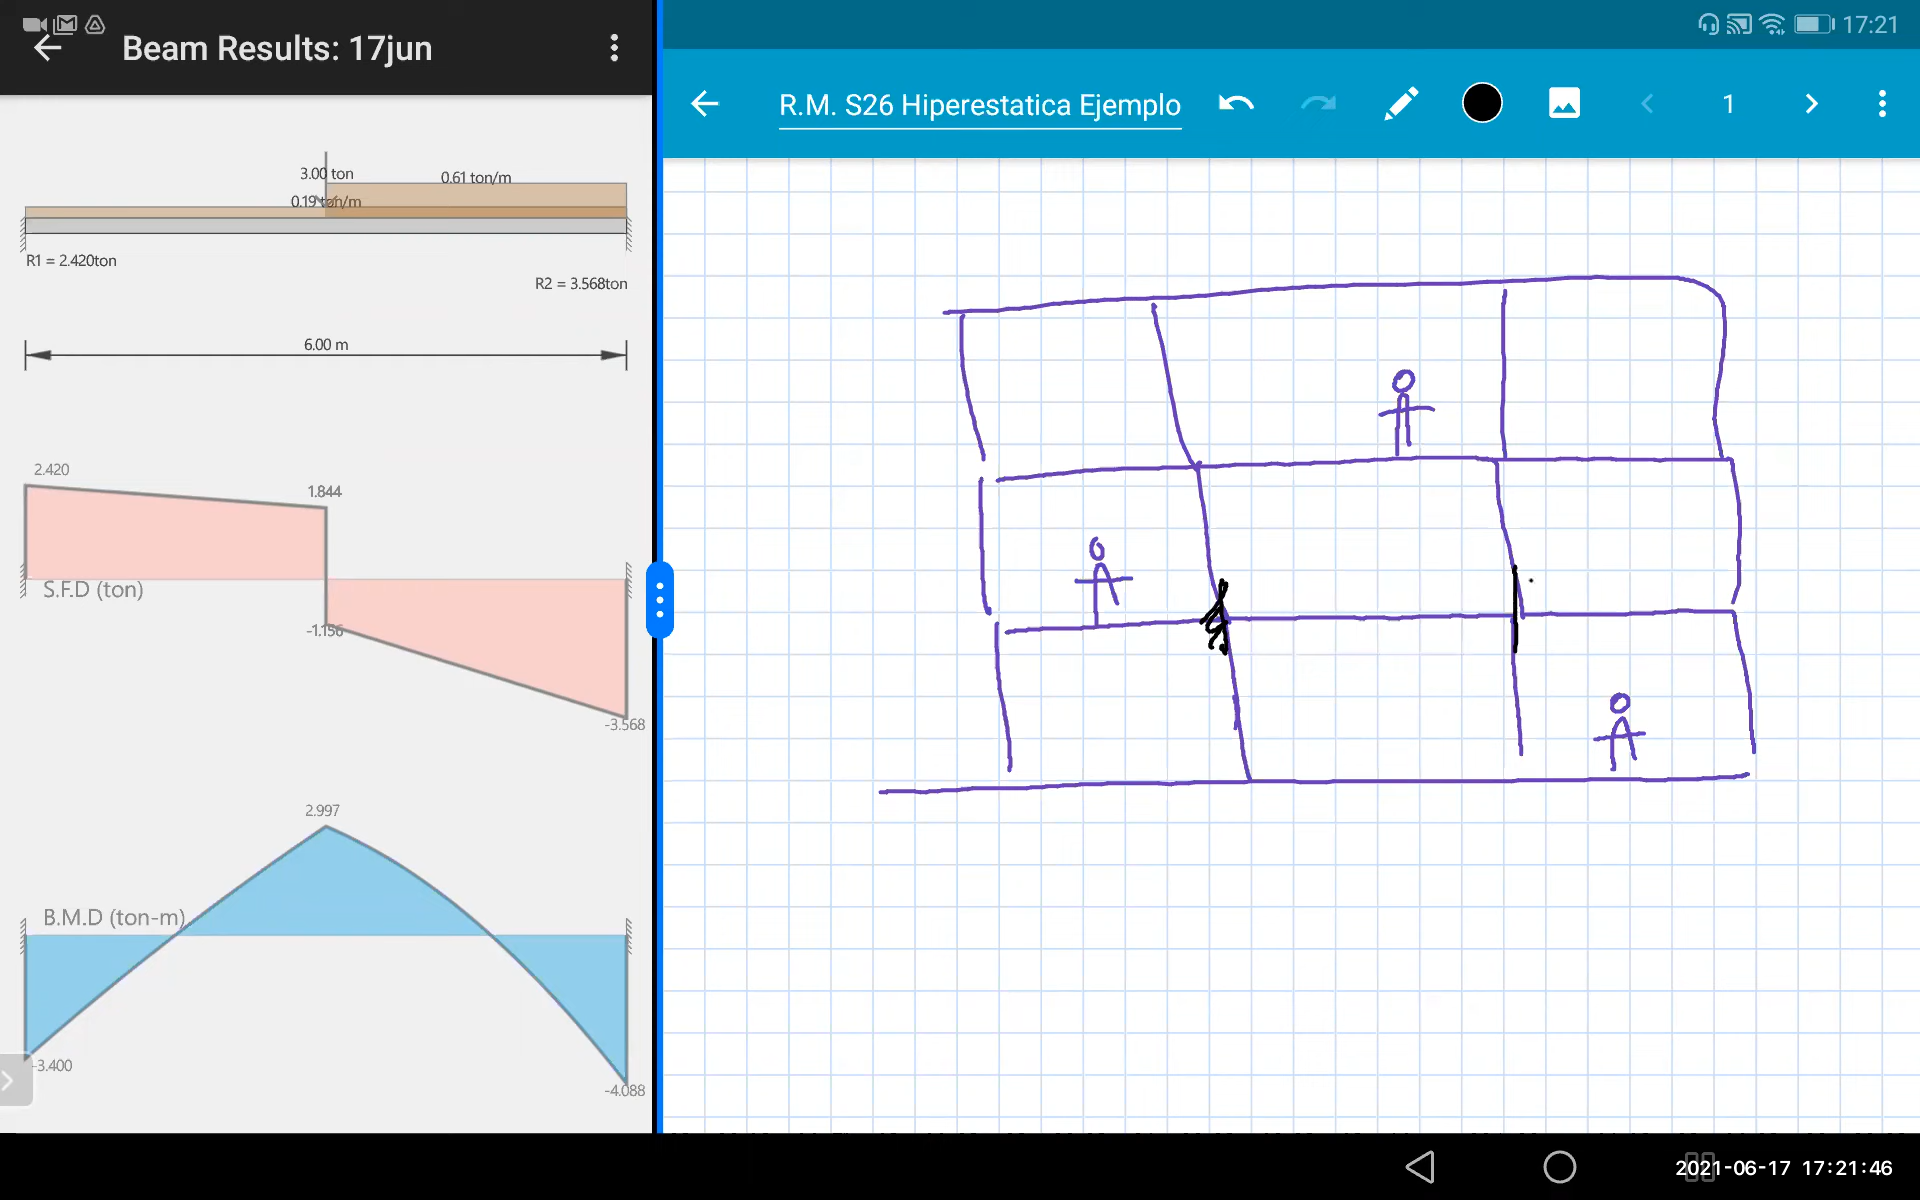 Beam Results: 17jun
3.00 ton
0.61 ton/m
0.19 ton/m
R1 = 2.420ton
R2 = 3.568ton
6.00 m
2.420
1.844
S.F.D (ton)
-1.156
-3.568
2.997
B.M.D (ton-m)
-3.400
-4.088
17:21
R.M. S26 Hiperestatica Ejemplo
1
2021-06-17 17:21:46